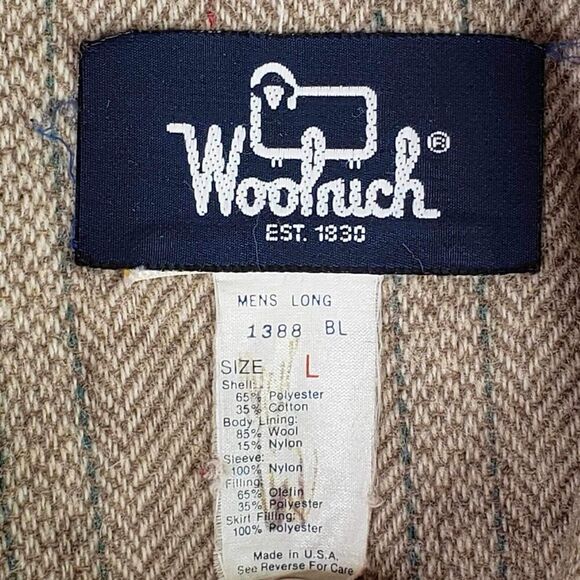 Woolrich®
EST. 1830
MENS LONG
1388 BL
SIZE L
Shell:
65% Polyester
35% Cotton
Body Lining:
85% Wool
15% Nylon
Sleeve:
100% Nylon
Filling:
65% Olefin
35% Polyester
Skirt Filling:
100% Polyester
Made in U.S.A.
See Reverse For Care